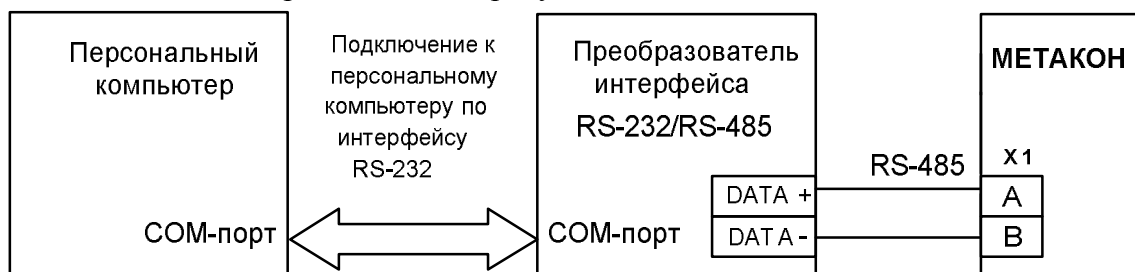 Персональный
компьютер
COM-порт
Подключение к
персональному
компьютеру по
интерфейсу
RS-232
Преобразователь
интерфейса
RS-232/RS-485
COM-порт
DATA +
DATA -
RS-485
МЕТАКОН
X1
A
B